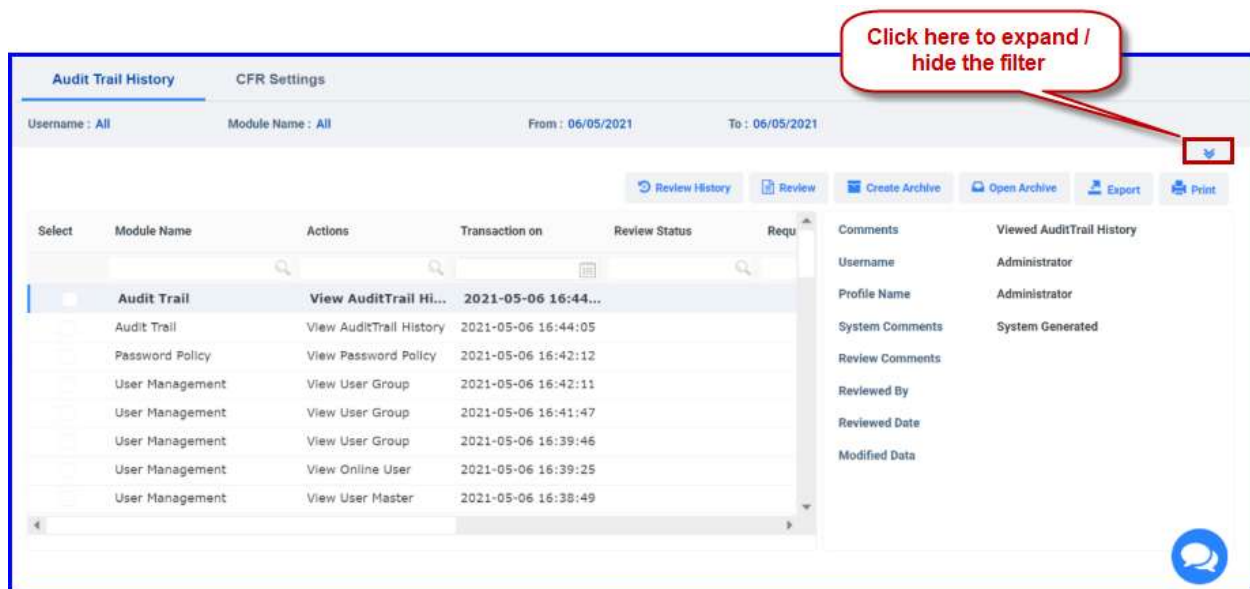 Click here to expand /
hide the filter
Audit Trail History CFR Settings
Username : All Module Name : All From : 06/05/2021 To : 06/05/2021
Review History Review Create Archive Open Archive Export Print
Select Module Name Actions Transaction on Review Status Requ
Audit Trail View AuditTrail Hi... 2021-05-06 16:44...
Audit Trail View AuditTrail History 2021-05-06 16:44:05
Password Policy View Password Policy 2021-05-06 16:42:12
User Management View User Group 2021-05-06 16:42:11
User Management View User Group 2021-05-06 16:41:47
User Management View User Group 2021-05-06 16:39:46
User Management View Online User 2021-05-06 16:39:25
User Management View User Master 2021-05-06 16:38:49
Comments Viewed AuditTrail History
Username Administrator
Profile Name Administrator
System Comments System Generated
Review Comments
Reviewed By
Reviewed Date
Modified Data